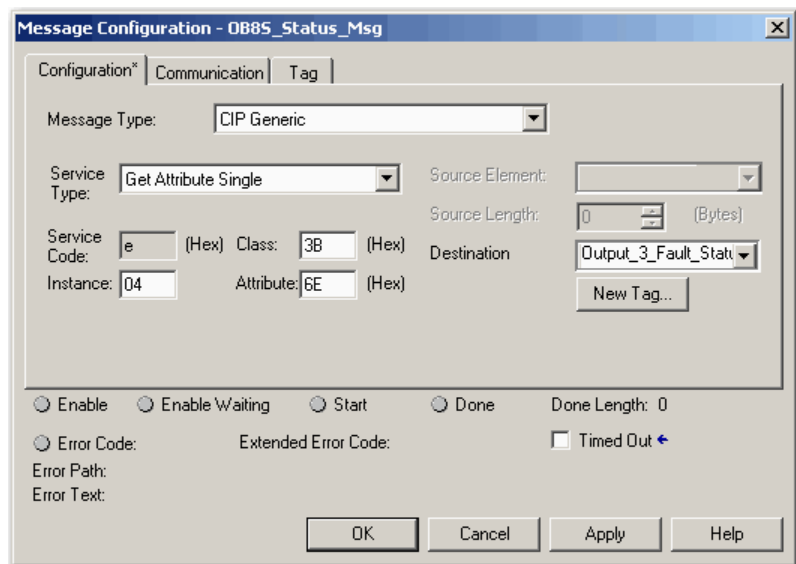 Message Configuration - OB8S_Status_Msg
Configuration* Communication Tag
Message Type: CIP Generic
Service Type: Get Attribute Single
Source Element:
Source Length: 0 (Bytes)
Service Code: e (Hex) Class: 3B (Hex)
Destination Output_3_Fault_Statu
Instance: 04 Attribute: 6E (Hex)
New Tag...
Enable Enable Waiting Start Done Done Length: 0
Error Code: Extended Error Code: Timed Out
Error Path:
Error Text:
OK Cancel Apply Help